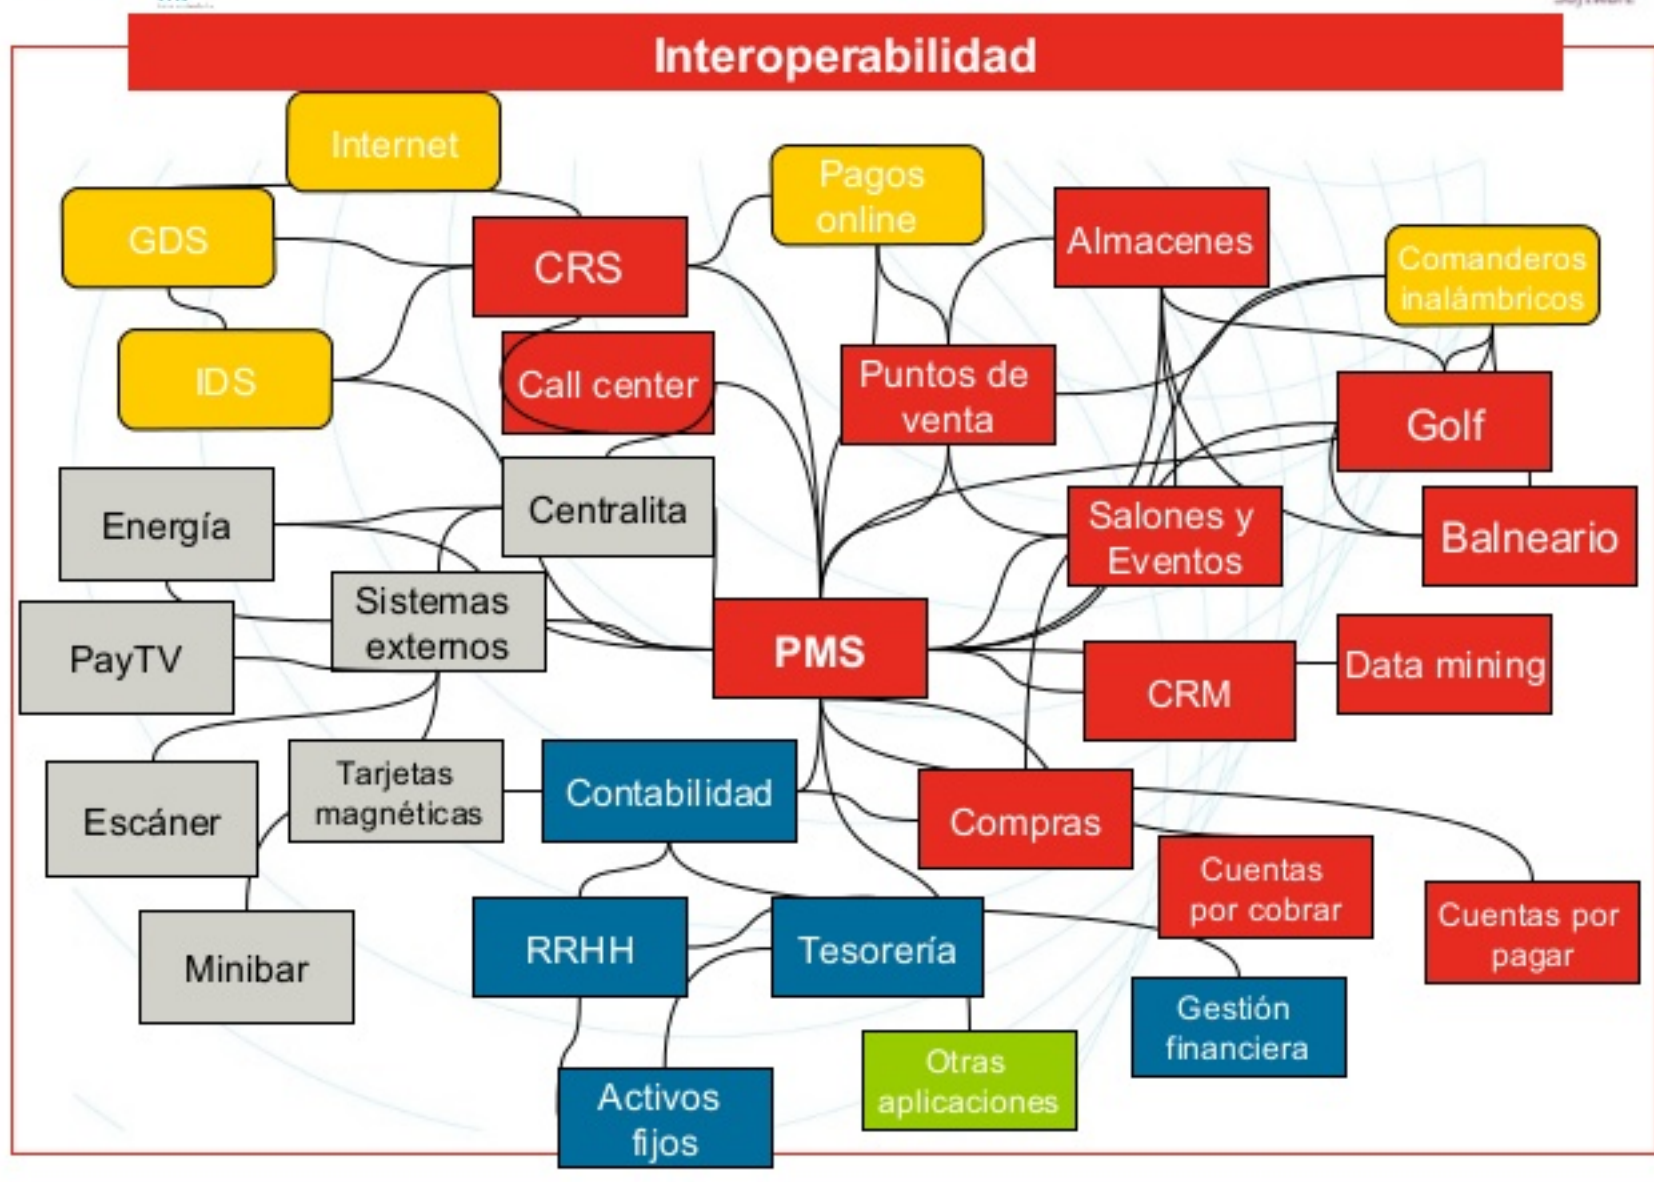 Interoperabilidad
Internet
GDS
IDS
CRS
Call center
Pagos
online
Almacenes
Comanderos
inalámbricos
Puntos de
venta
Golf
Energía
Centralita
Salones y
Eventos
Balneario
Sistemas
externos
PayTV
PMS
CRM
Data mining
Escáner
Tarjetas
magnéticas
Contabilidad
Compras
Cuentas
por cobrar
Cuentas por
pagar
Minibar
RRHH
Tesorería
Gestión
financiera
Otras
aplicaciones
Activos
fijos